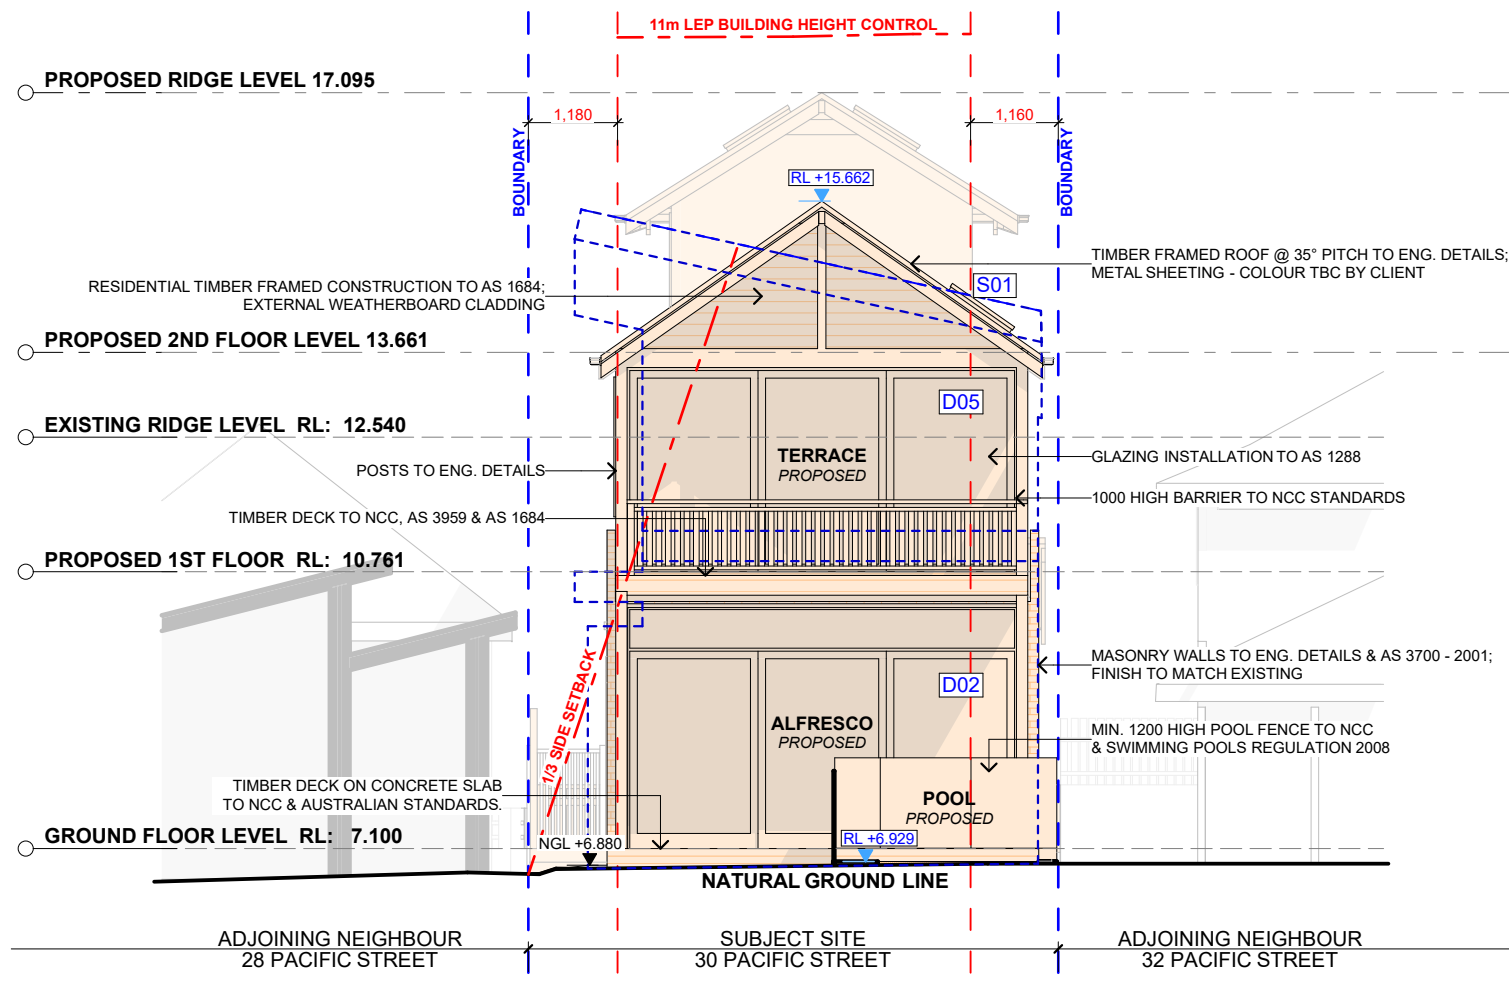 11m LEP BUILDING HEIGHT CONTROL
PROPOSED RIDGE LEVEL 17.095
1,180
1,160
BOUNDARY
BOUNDARY
RL +15.662
TIMBER FRAMED ROOF @ 35° PITCH TO ENG. DETAILS;
METAL SHEETING - COLOUR TBC BY CLIENT
S01
RESIDENTIAL TIMBER FRAMED CONSTRUCTION TO AS 1684;
EXTERNAL WEATHERBOARD CLADDING
PROPOSED 2ND FLOOR LEVEL 13.661
D05
EXISTING RIDGE LEVEL RL: 12.540
TERRACE
PROPOSED
POSTS TO ENG. DETAILS
GLAZING INSTALLATION TO AS 1288
1000 HIGH BARRIER TO NCC STANDARDS
TIMBER DECK TO NCC, AS 3959 & AS 1684
PROPOSED 1ST FLOOR RL: 10.761
MASONRY WALLS TO ENG. DETAILS & AS 3700 - 2001;
FINISH TO MATCH EXISTING
1/3 SIDE SETBACK
D02
ALFRESCO
PROPOSED
MIN. 1200 HIGH POOL FENCE TO NCC
& SWIMMING POOLS REGULATION 2008
TIMBER DECK ON CONCRETE SLAB
TO NCC & AUSTRALIAN STANDARDS.
POOL
PROPOSED
GROUND FLOOR LEVEL RL: 7.100
NGL +6.880
RL +6.929
NATURAL GROUND LINE
ADJOINING NEIGHBOUR
28 PACIFIC STREET
SUBJECT SITE
30 PACIFIC STREET
ADJOINING NEIGHBOUR
32 PACIFIC STREET